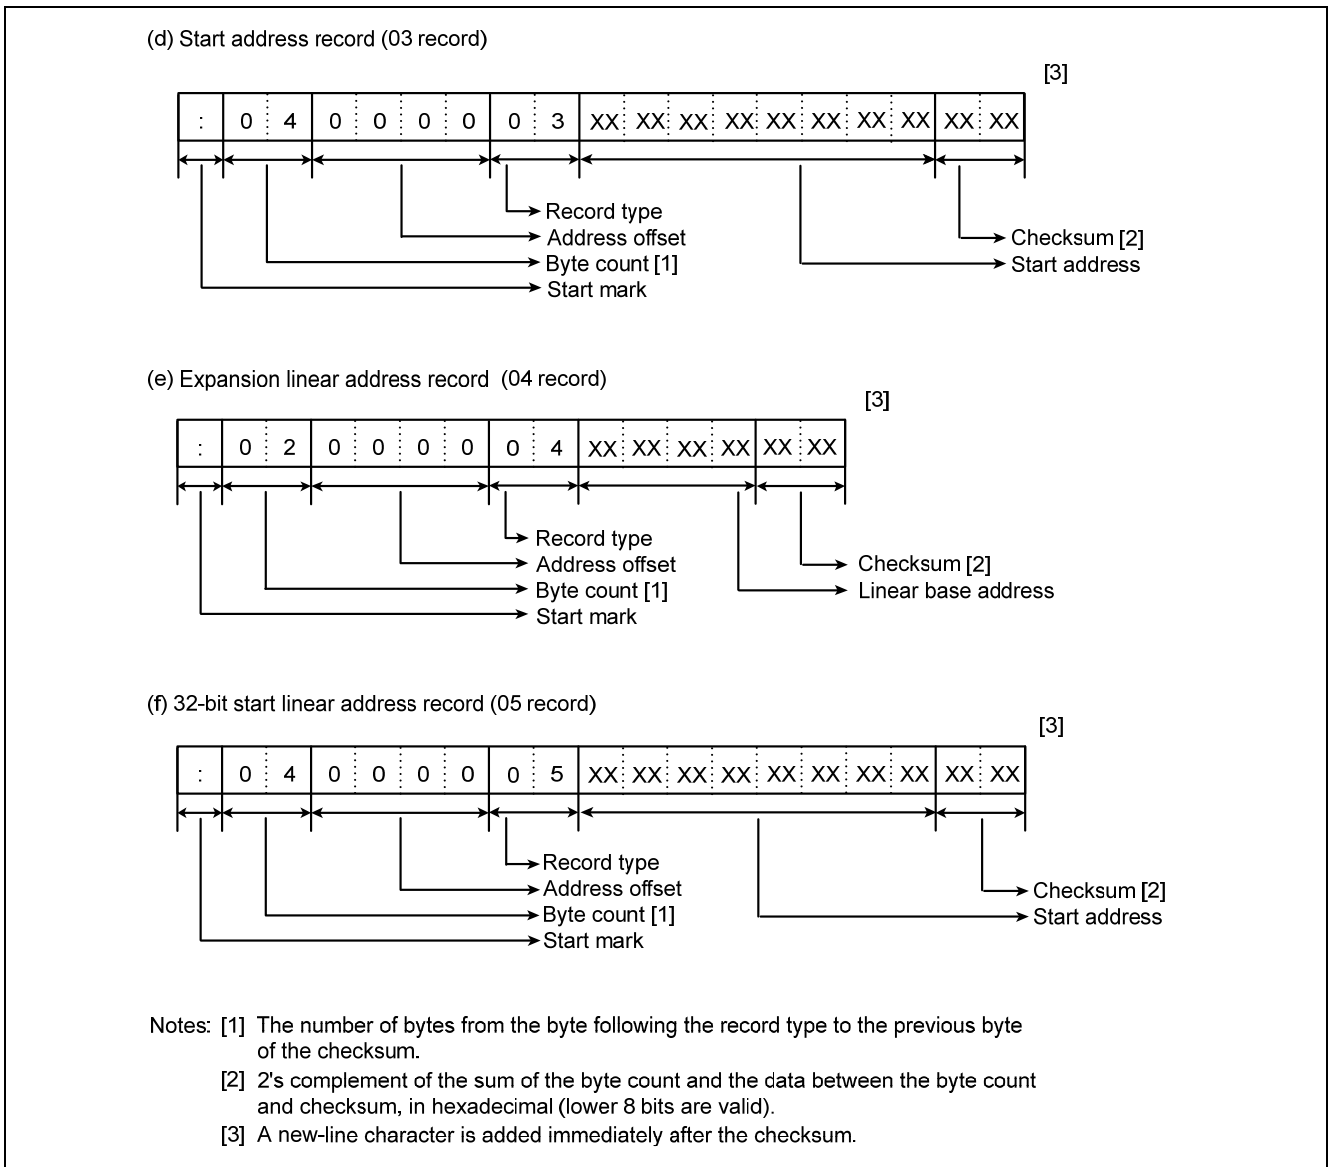 (d) Start address record (03 record)
[3]
: 0 4 0 0 0 0 0 3 XX XX XX XX XX XX XX XX XX XX
Record type
Address offset
Checksum [2]
Byte count [1]
Start address
Start mark
(e) Expansion linear address record (04 record)
[3]
: 0 2 0 0 0 0 0 4 XX XX XX XX XX XX
Record type
Address offset
Checksum [2]
Byte count [1]
Linear base address
Start mark
(f) 32-bit start linear address record (05 record)
[3]
: 0 4 0 0 0 0 0 5 XX XX XX XX XX XX XX XX XX XX
Record type
Address offset
Checksum [2]
Byte count [1]
Start address
Start mark
Notes: [1] The number of bytes from the byte following the record type to the previous byte
of the checksum.
[2] 2's complement of the sum of the byte count and the data between the byte count
and checksum, in hexadecimal (lower 8 bits are valid).
[3] A new-line character is added immediately after the checksum.